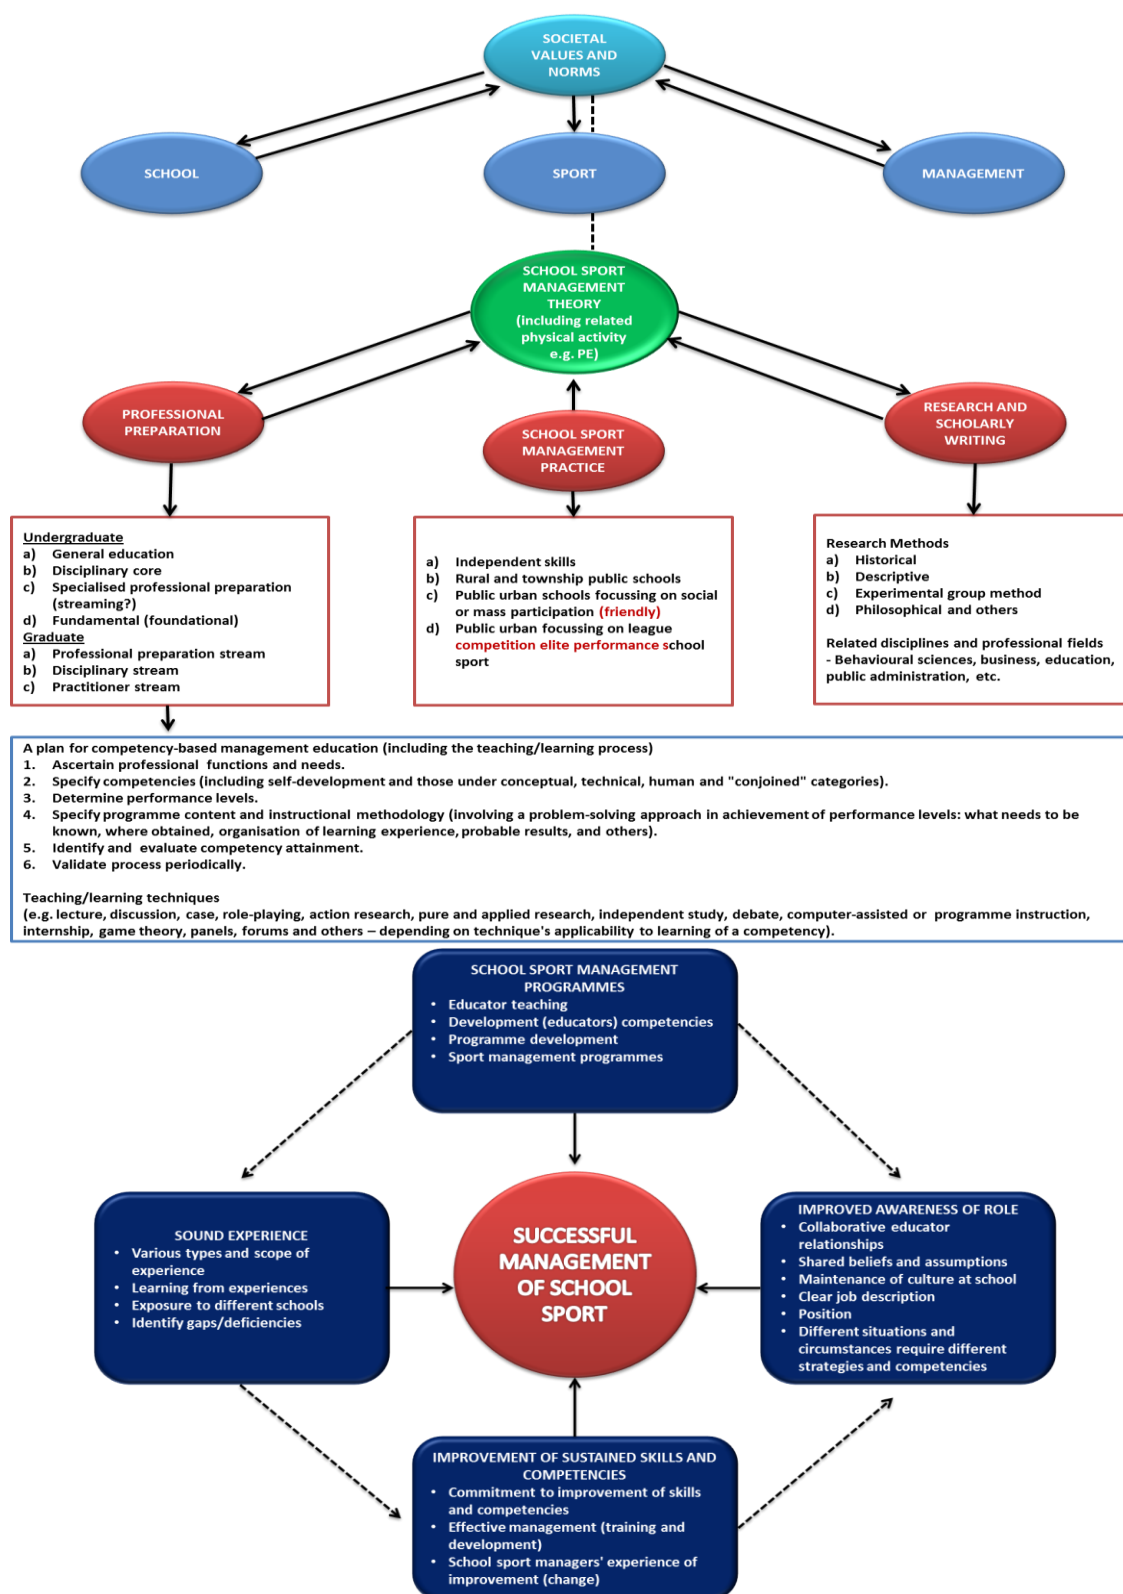 SOCIETAL
VALUES AND
NORMS
SCHOOL
SPORT
MANAGEMENT
SCHOOL SPORT
MANAGEMENT
THEORY
(including related
physical activity
e.g. PE)
PROFESSIONAL
PREPARATION
SCHOOL SPORT
MANAGEMENT
PRACTICE
RESEARCH AND
SCHOLARLY
WRITING
Undergraduate
a) General education
b) Disciplinary core
c) Specialised professional preparation
(streaming?)
d) Fundamental (foundational)
Graduate
a) Professional preparation stream
b) Disciplinary stream
c) Practitioner stream
a) Independent skills
b) Rural and township public schools
c) Public urban schools focussing on social
or mass participation (friendly)
d) Public urban focussing on league
competition elite performance school
sport
Research Methods
a) Historical
b) Descriptive
c) Experimental group method
d) Philosophical and others
Related disciplines and professional fields
- Behavioural sciences, business, education,
public administration, etc.
A plan for competency-based management education (including the teaching/learning process)
1. Ascertain professional functions and needs.
2. Specify competencies (including self-development and those under conceptual, technical, human and "conjoined" categories).
3. Determine performance levels.
4. Specify programme content and instructional methodology (involving a problem-solving approach in achievement of performance levels: what needs to be
known, where obtained, organisation of learning experience, probable results, and others).
5. Identify and evaluate competency attainment.
6. Validate process periodically.
Teaching/learning techniques
(e.g. lecture, discussion, case, role-playing, action research, pure and applied research, independent study, debate, computer-assisted or programme instruction,
internship, game theory, panels, forums and others – depending on technique's applicability to learning of a competency).
SCHOOL SPORT MANAGEMENT
PROGRAMMES
• Educator teaching
• Development (educators) competencies
• Programme development
• Sport management programmes
SOUND EXPERIENCE
• Various types and scope of
experience
• Learning from experiences
• Exposure to different schools
• Identify gaps/deficiencies
SUCCESSFUL
MANAGEMENT
OF SCHOOL
SPORT
IMPROVED AWARENESS OF ROLE
• Collaborative educator
relationships
• Shared beliefs and assumptions
• Maintenance of culture at school
• Clear job description
• Position
• Different situations and
circumstances require different
strategies and competencies
IMPROVEMENT OF SUSTAINED SKILLS AND
COMPETENCIES
• Commitment to improvement of skills
and competencies
• Effective management (training and
development)
• School sport managers' experience of
improvement (change)